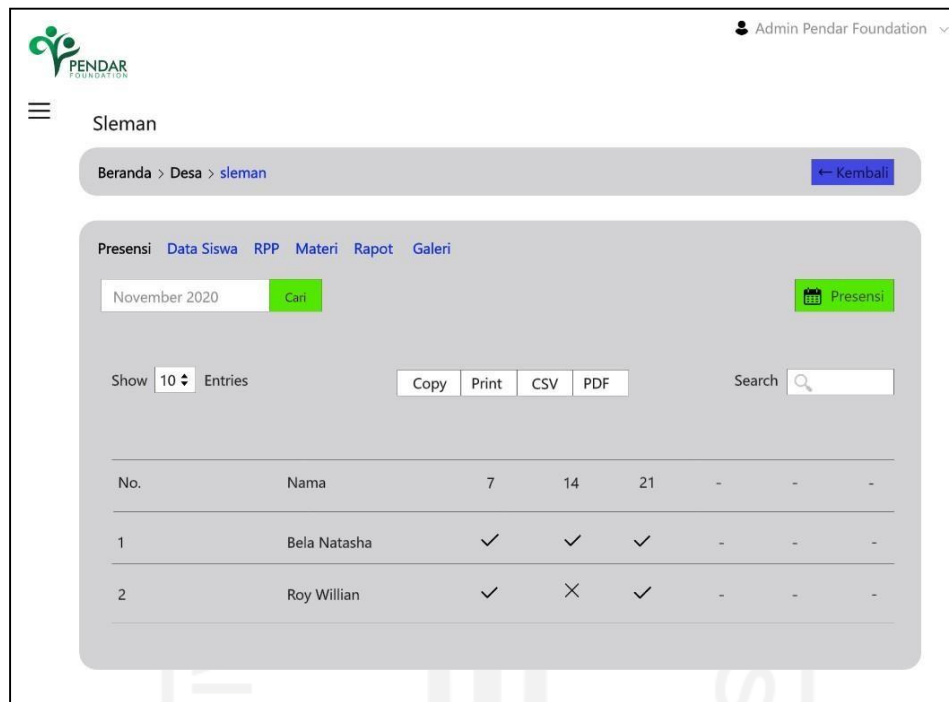 Admin Pendar Foundation
PENDAR
FOUNDATION
Sleman
Beranda > Desa > sleman
← Kembali
Presensi Data Siswa RPP Materi Rapot Galeri
November 2020 Cari Presensi
Show 10 Entries Copy Print CSV PDF Search
No. Nama 7 14 21 - - -
1 Bela Natasha ✓ ✓ ✓ - - -
2 Roy Willian ✓ ✕ ✓ - - -